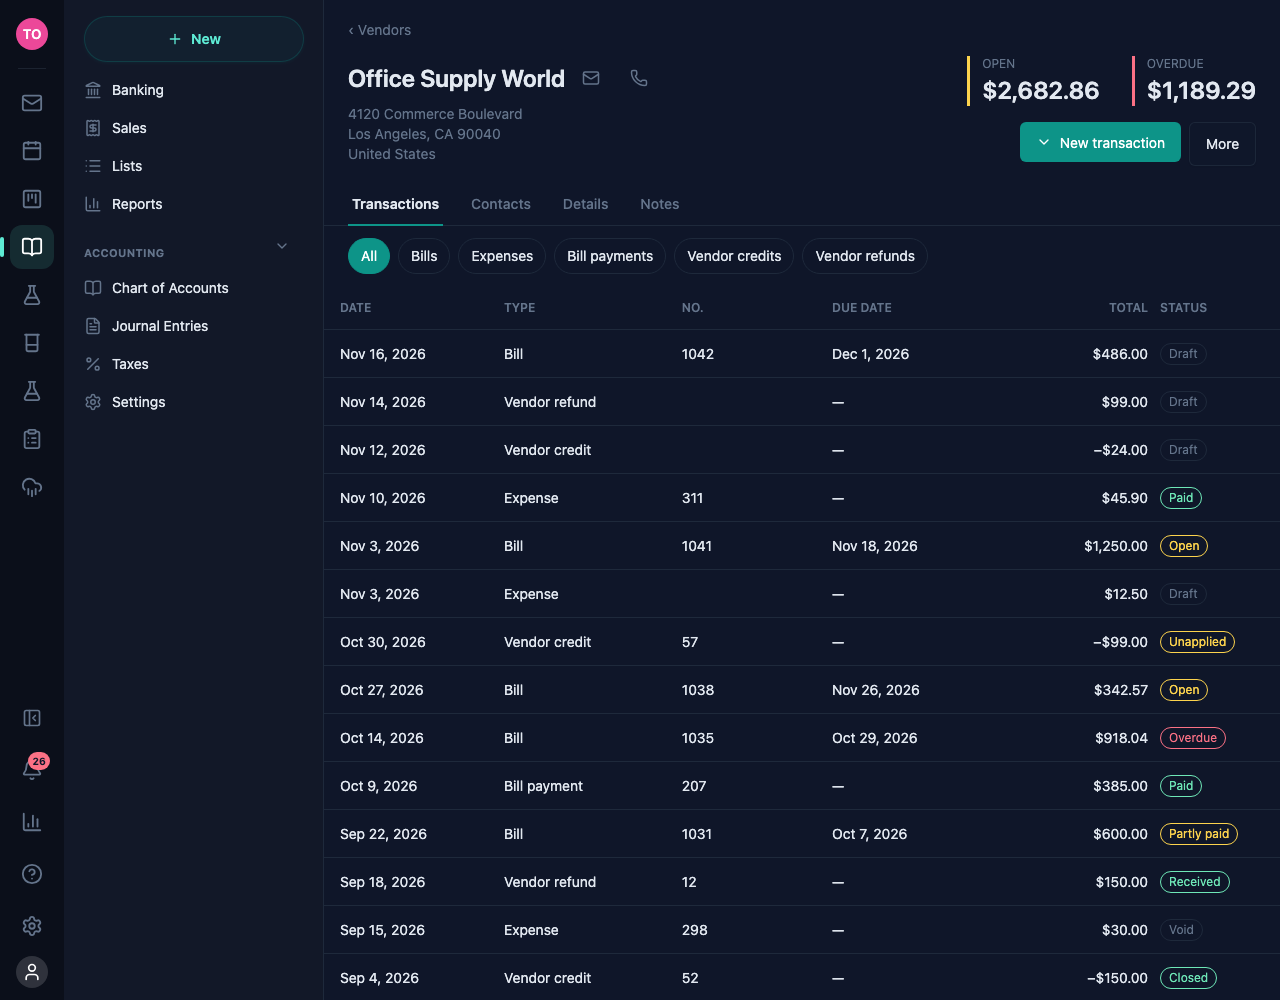 TO
New
Banking
Sales
Lists
Reports
ACCOUNTING
Chart of Accounts
Journal Entries
Taxes
Settings
26
‹ Vendors
Office Supply World
4120 Commerce Boulevard
Los Angeles, CA 90040
United States
OPEN
$2,682.86
OVERDUE
$1,189.29
New transaction
More
Transactions Contacts Details Notes
All Bills Expenses Bill payments Vendor credits Vendor refunds
DATE TYPE NO. DUE DATE TOTAL STATUS
Nov 16, 2026 Bill 1042 Dec 1, 2026 $486.00 Draft
Nov 14, 2026 Vendor refund — $99.00 Draft
Nov 12, 2026 Vendor credit — −$24.00 Draft
Nov 10, 2026 Expense 311 — $45.90 Paid
Nov 3, 2026 Bill 1041 Nov 18, 2026 $1,250.00 Open
Nov 3, 2026 Expense — $12.50 Draft
Oct 30, 2026 Vendor credit 57 — −$99.00 Unapplied
Oct 27, 2026 Bill 1038 Nov 26, 2026 $342.57 Open
Oct 14, 2026 Bill 1035 Oct 29, 2026 $918.04 Overdue
Oct 9, 2026 Bill payment 207 — $385.00 Paid
Sep 22, 2026 Bill 1031 Oct 7, 2026 $600.00 Partly paid
Sep 18, 2026 Vendor refund 12 — $150.00 Received
Sep 15, 2026 Expense 298 — $30.00 Void
Sep 4, 2026 Vendor credit 52 — −$150.00 Closed